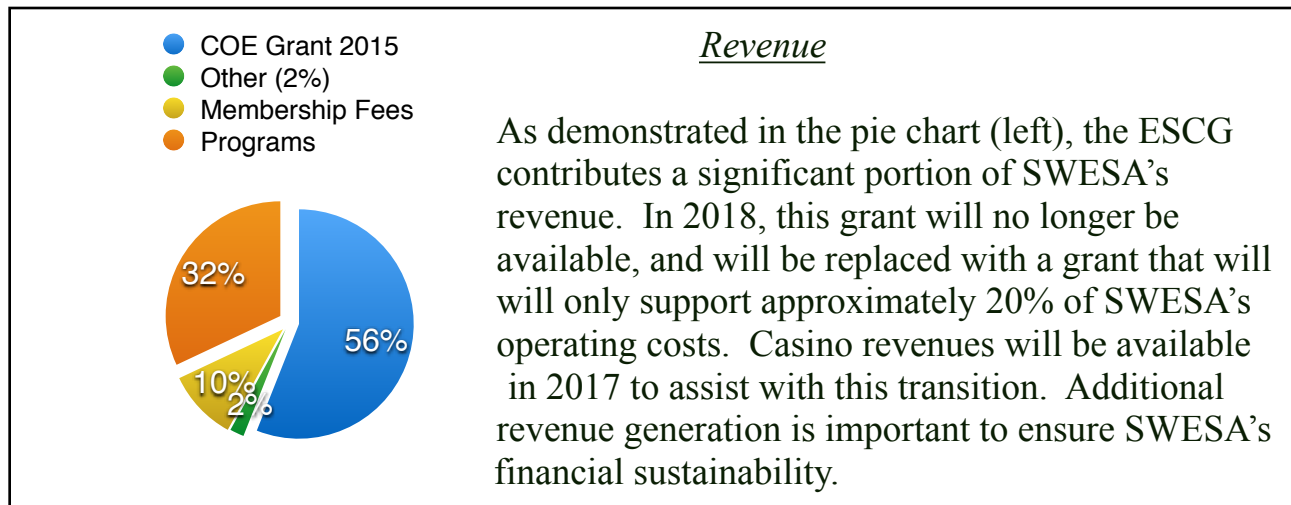 COE Grant 2015
Other (2%)
Membership Fees
Programs
32%
56%
10%
2%
Revenue
As demonstrated in the pie chart (left), the ESCG
contributes a significant portion of SWESA’s
revenue.  In 2018, this grant will no longer be
available, and will be replaced with a grant that will
will only support approximately 20% of SWESA’s
operating costs.  Casino revenues will be available
in 2017 to assist with this transition.  Additional
revenue generation is important to ensure SWESA’s
financial sustainability.